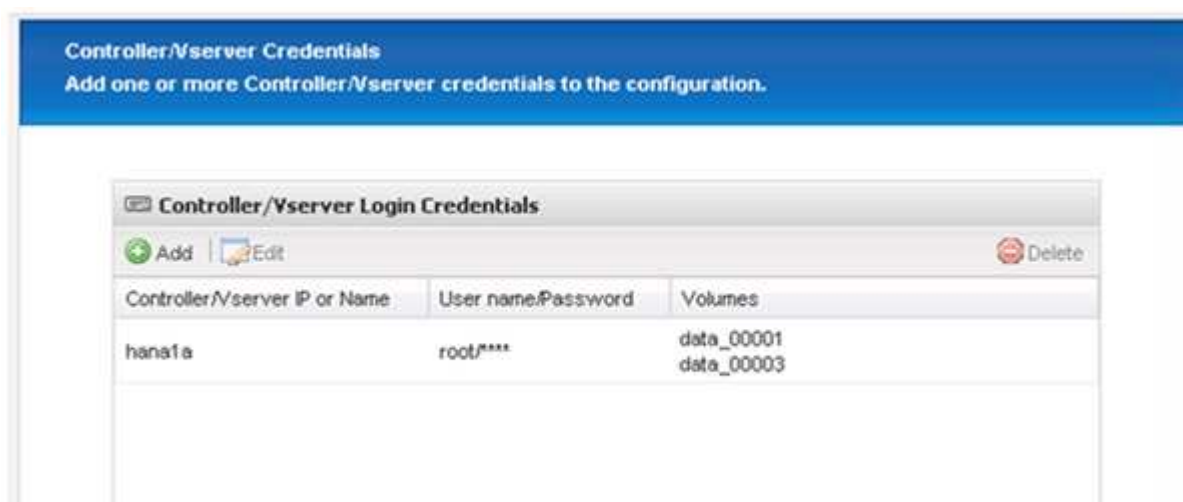 Controller/Vserver Credentials
Add one or more Controller/Vserver credentials to the configuration.
Controller/Vserver Login Credentials
Add Edit Delete
Controller/Vserver IP or Name User name/Password Volumes
hana1a root/**** data_00001
data_00003